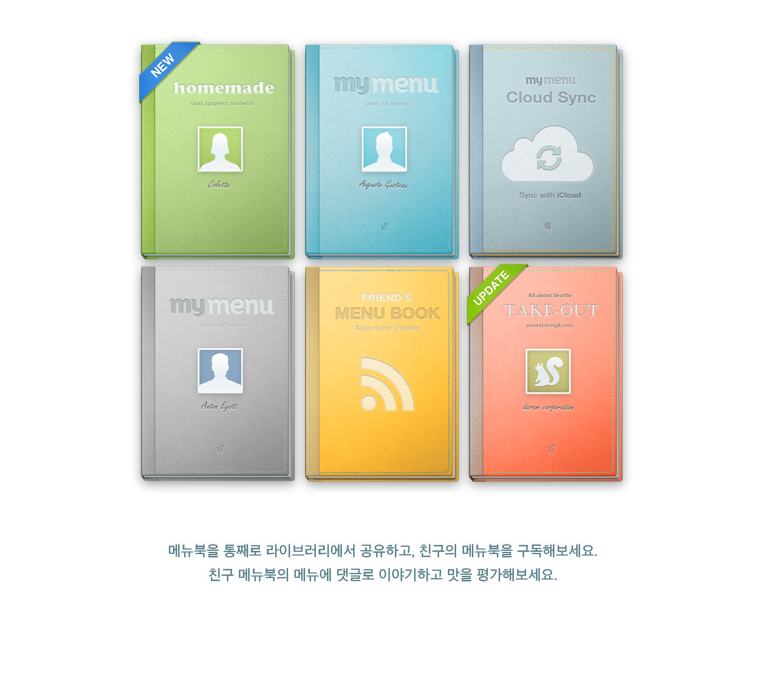 NEW
homemade
salad, spaghetti, sandwich
Colette
mymenu
Gather, Eat, Together
Auguste Gusteau
mymenu
Cloud Sync
Sync with iCloud
mymenu
Gather, Eat, Together
Anton Egott
FRIEND S
MENU BOOK
Auto-sync Update
UPDATE
All about Shuttle
TAKE-OUT
around hongik univ.
daram corporation
메뉴북을 통째로 라이브러리에서 공유하고, 친구의 메뉴북을 구독해보세요.
친구 메뉴북의 메뉴에 댓글로 이야기하고 맛을 평가해보세요.